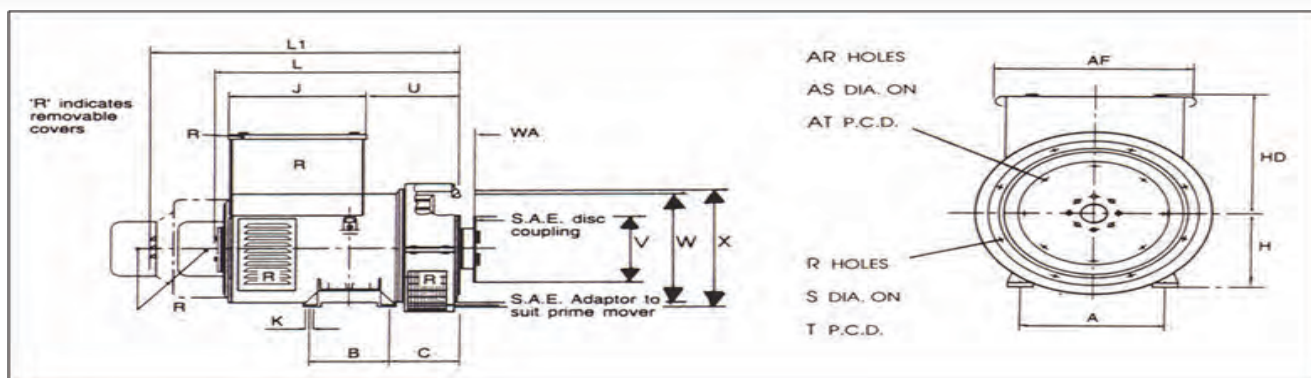 L1
L
J
U
'R' indicates
removable
covers
R
WA
R
S.A.E. disc
coupling
V
W
X
R
R
R
S.A.E. Adaptor to
suit prime mover
K
B
C
AR HOLES
AS DIA. ON
AT P.C.D.
AF
HD
H
R HOLES
S DIA. ON
T P.C.D.
A